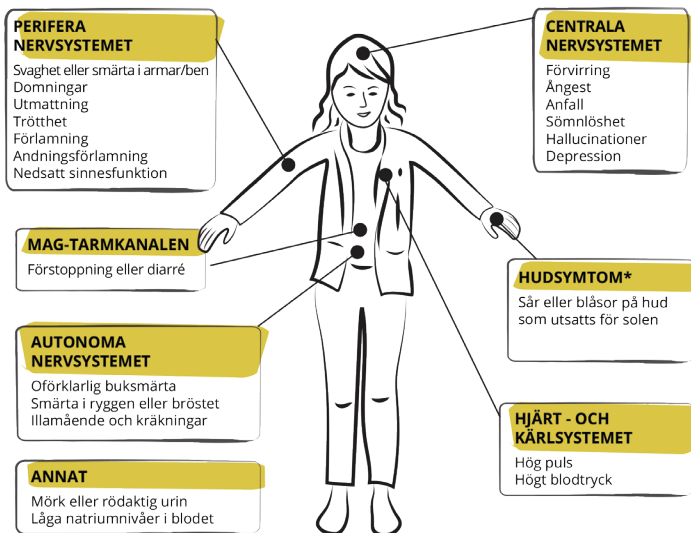 PERIFERA
NERVSYSTEMET
Svaghet eller smärta i armar/ben
Domningar
Utmattning
Trötthet
Förlamning
Andningsförlamning
Nedsatt sinnesfunktion
CENTRALA
NERVSYSTEMET
Förvirring
Ångest
Anfall
Sömnlöshet
Hallucinationer
Depression
MAG-TARMKANALEN
Förstoppning eller diarré
HUDSYMTOM*
Sår eller blåsor på hud
som utsatts för solen
AUTONOMA
NERVSYSTEMET
Oförklarlig buksmärta
Smärta i ryggen eller bröstet
Illamående och kräkningar
HJÄRT - OCH
KÄRLSYSTEMET
Hög puls
Högt blodtryck
ANNAT
Mörk eller rödaktig urin
Låga natriumnivåer i blodet